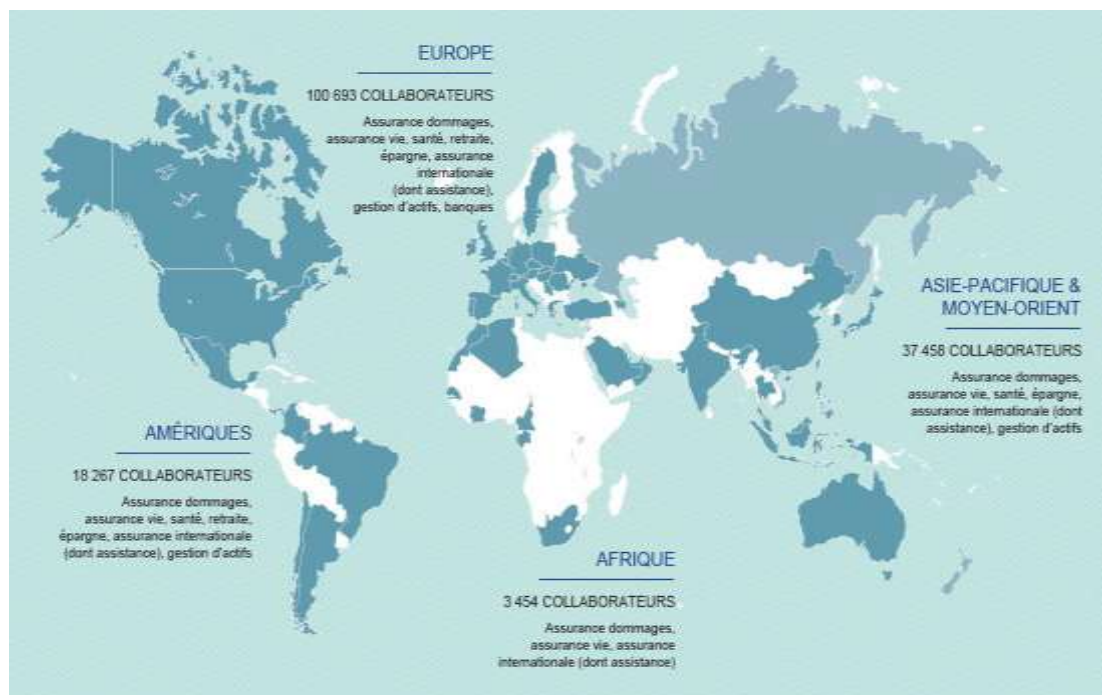 EUROPE
100 693 COLLABORATEURS
Assurance dommages,
assurance vie, santé, retraite,
épargne, assurance
internationale
(dont assistance),
gestion d'actifs, banques
ASIE-PACIFIQUE &
MOYEN-ORIENT
37 458 COLLABORATEURS
Assurance dommages,
assurance vie, santé, épargne,
assurance internationale (dont
assistance), gestion d'actifs
AMÉRIQUES
18 267 COLLABORATEURS
Assurance dommages,
assurance vie, santé, retraite,
épargne, assurance internationale
(dont assistance), gestion d'actifs
AFRIQUE
3 454 COLLABORATEURS
Assurance dommages,
assurance vie, assurance
internationale (dont assistance)